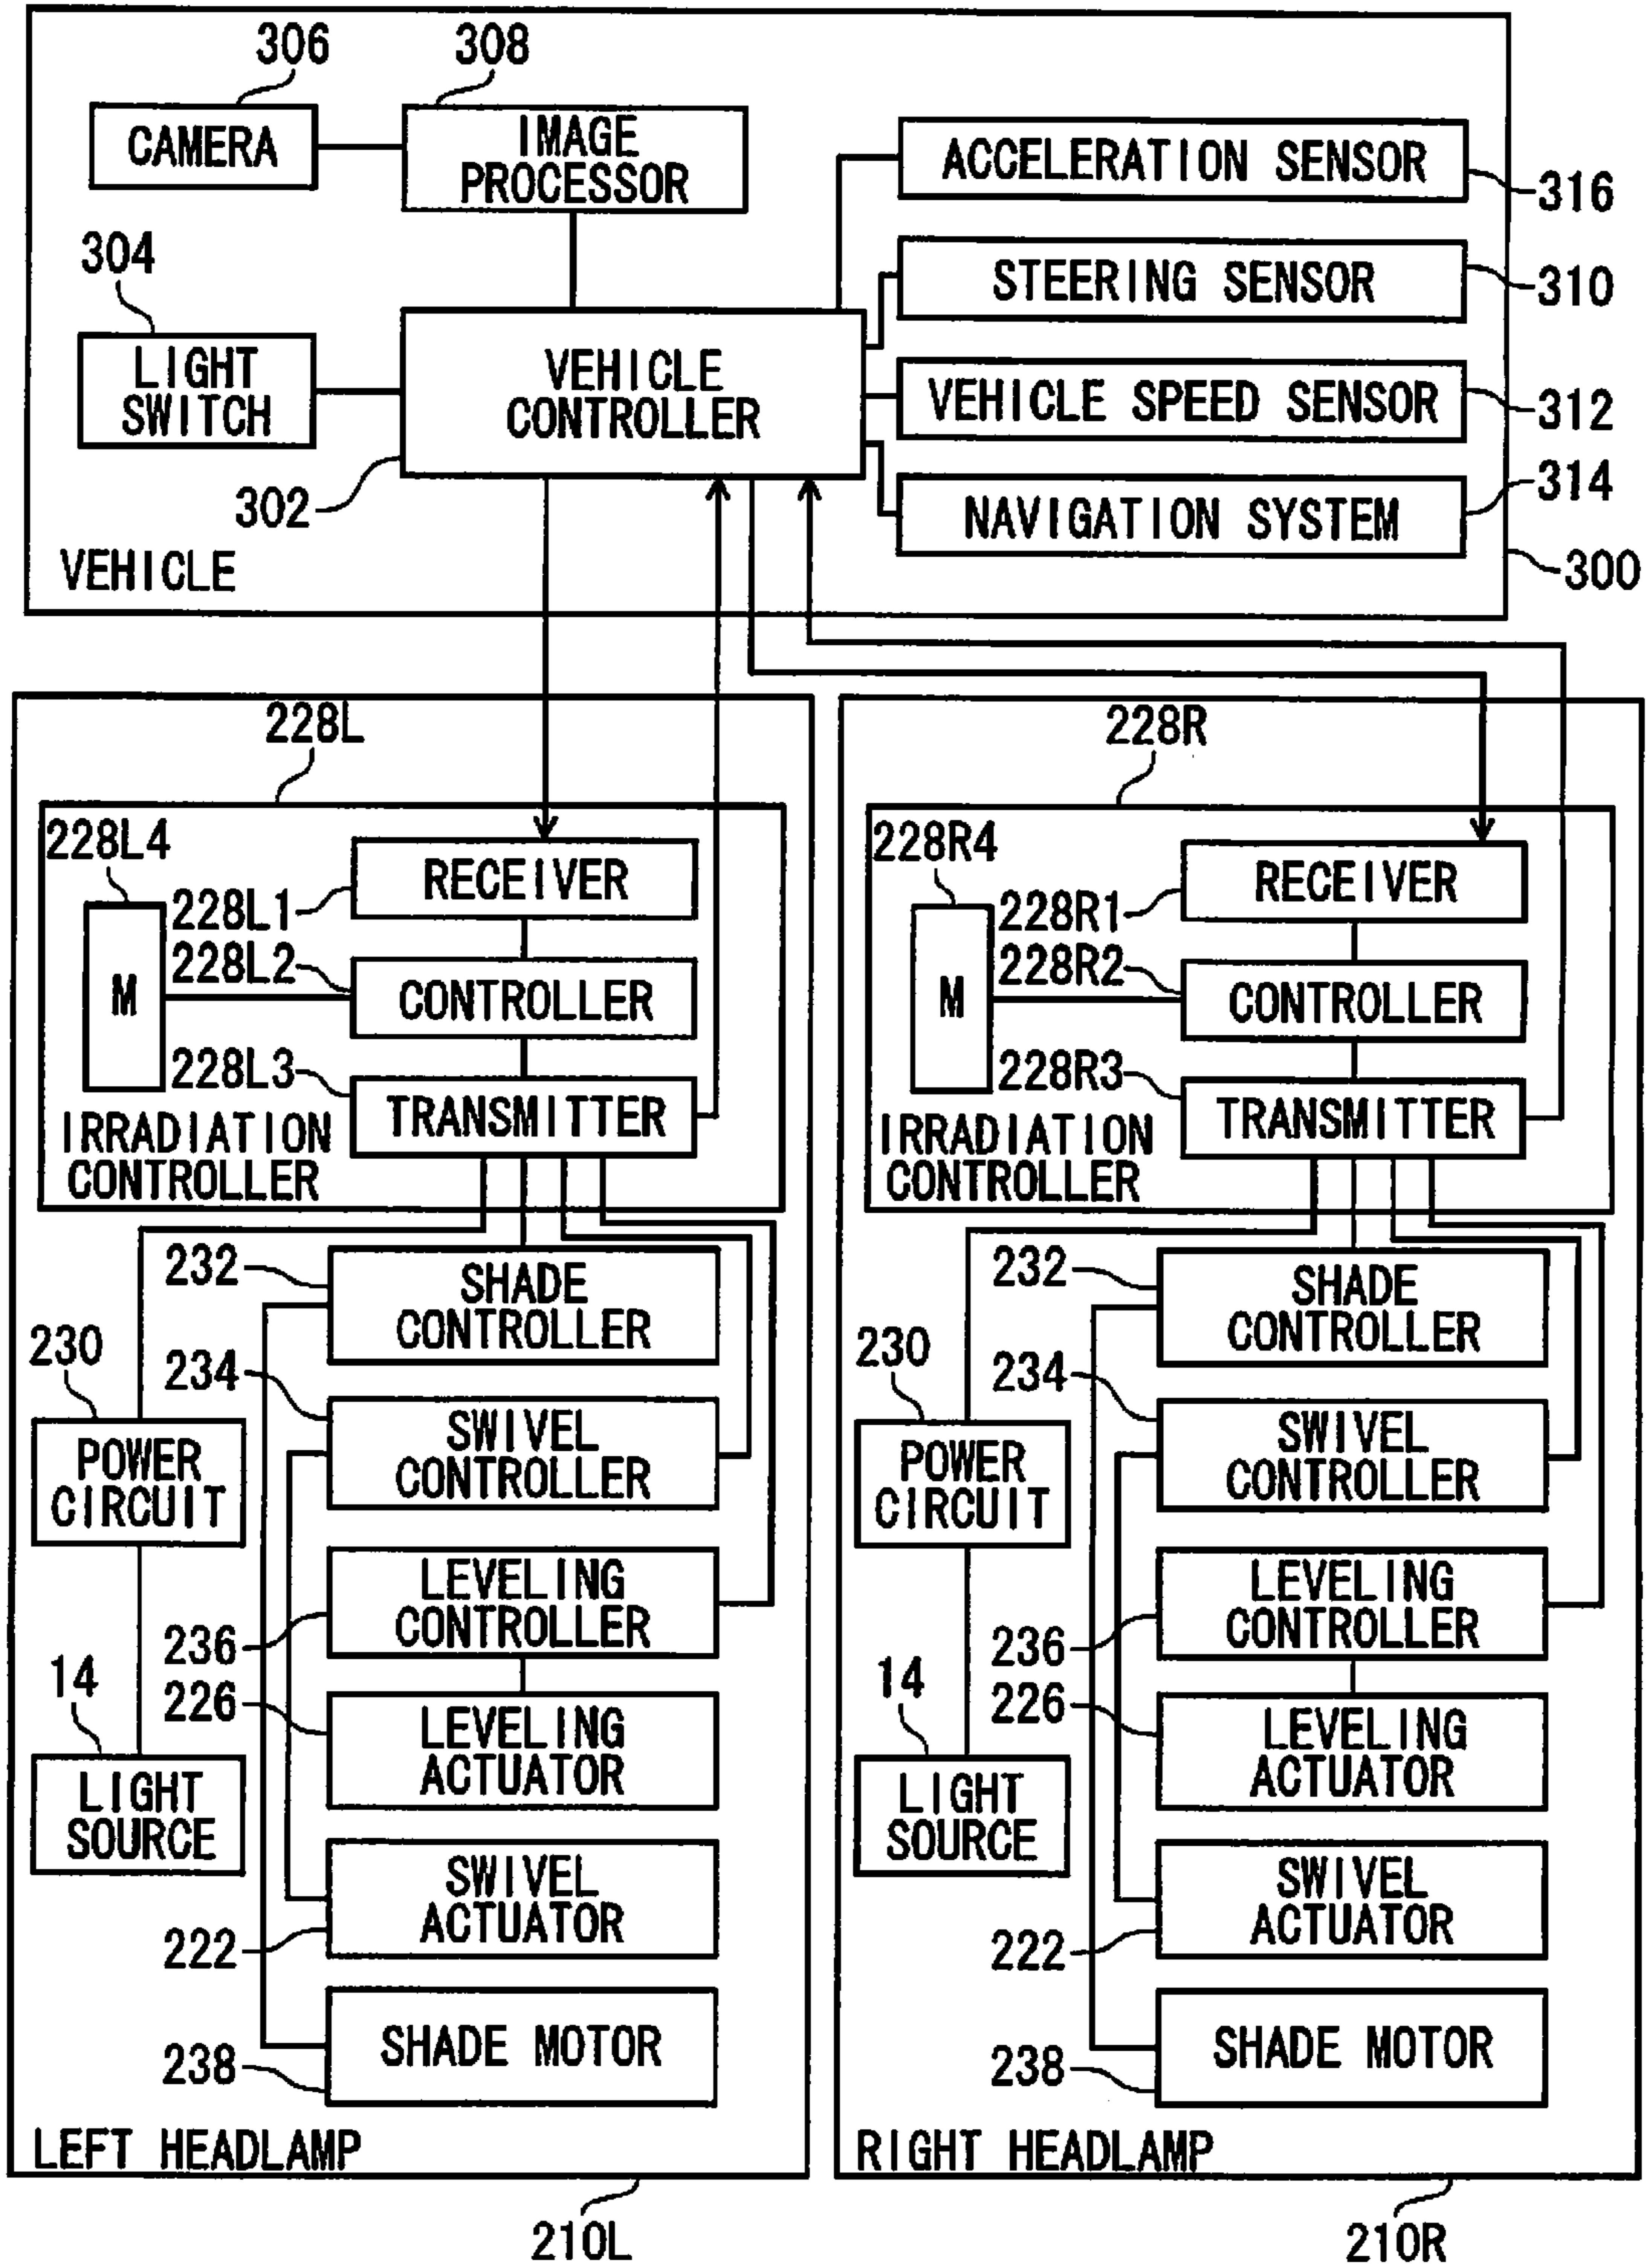 306
308
CAMERA
IMAGE
PROCESSOR
ACCELERATION SENSOR
316
304
STEERING SENSOR
310
LIGHT
SWITCH
VEHICLE
CONTROLLER
VEHICLE SPEED SENSOR
312
302
NAVIGATION SYSTEM
314
VEHICLE
300
228L
228L4
RECEIVER
228L1
228L2
M
CONTROLLER
228L3
TRANSMITTER
IRRADIATION
CONTROLLER
232
SHADE
CONTROLLER
230
234
POWER
CIRCUIT
SWIVEL
CONTROLLER
LEVELING
CONTROLLER
236
14
226
LEVELING
ACTUATOR
LIGHT
SOURCE
SWIVEL
ACTUATOR
222
SHADE MOTOR
238
LEFT HEADLAMP
210L
228R
228R4
RECEIVER
228R1
228R2
M
CONTROLLER
228R3
TRANSMITTER
IRRADIATION
CONTROLLER
232
SHADE
CONTROLLER
230
234
POWER
CIRCUIT
SWIVEL
CONTROLLER
LEVELING
CONTROLLER
236
14
226
LEVELING
ACTUATOR
LIGHT
SOURCE
SWIVEL
ACTUATOR
222
SHADE MOTOR
238
RIGHT HEADLAMP
210R